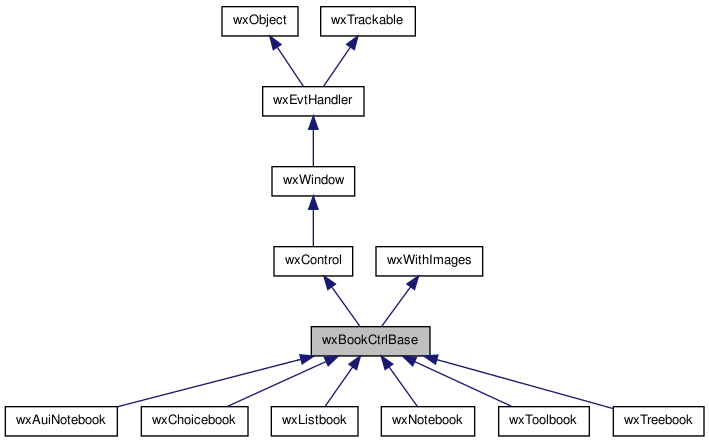 wxObject
wxTrackable
wxEvtHandler
wxWindow
wxControl
wxWithImages
wxBookCtrlBase
wxAuiNotebook
wxChoicebook
wxListbook
wxNotebook
wxToolbook
wxTreebook